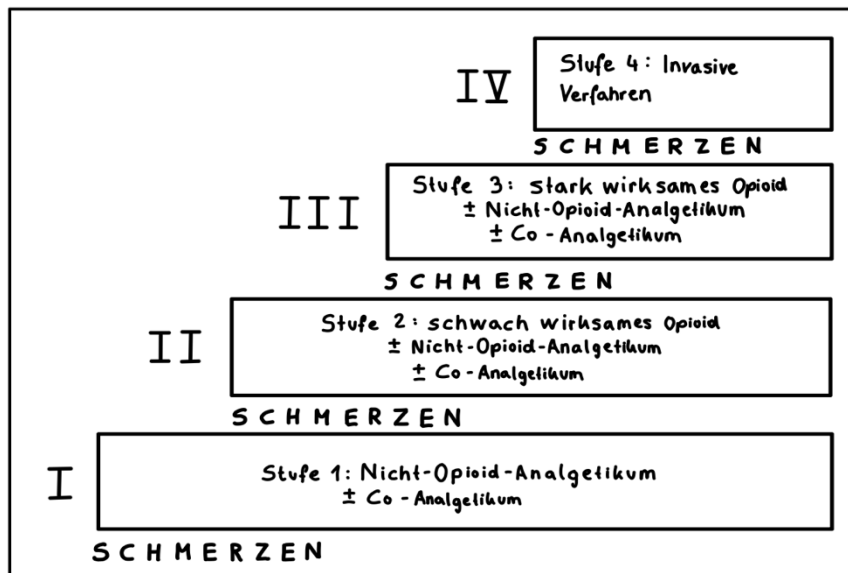 IV
Stufe 4: Invasive
Verfahren
SCHMERZEN
III
Stufe 3: stark wirksames Opioid
± Nicht-Opioid-Analgetikum
± Co-Analgetikum
SCHMERZEN
II
Stufe 2: schwach wirksames Opioid
± Nicht-Opioid-Analgetikum
± Co-Analgetikum
SCHMERZEN
I
Stufe 1: Nicht-Opioid-Analgetikum
± Co-Analgetikum
SCHMERZEN